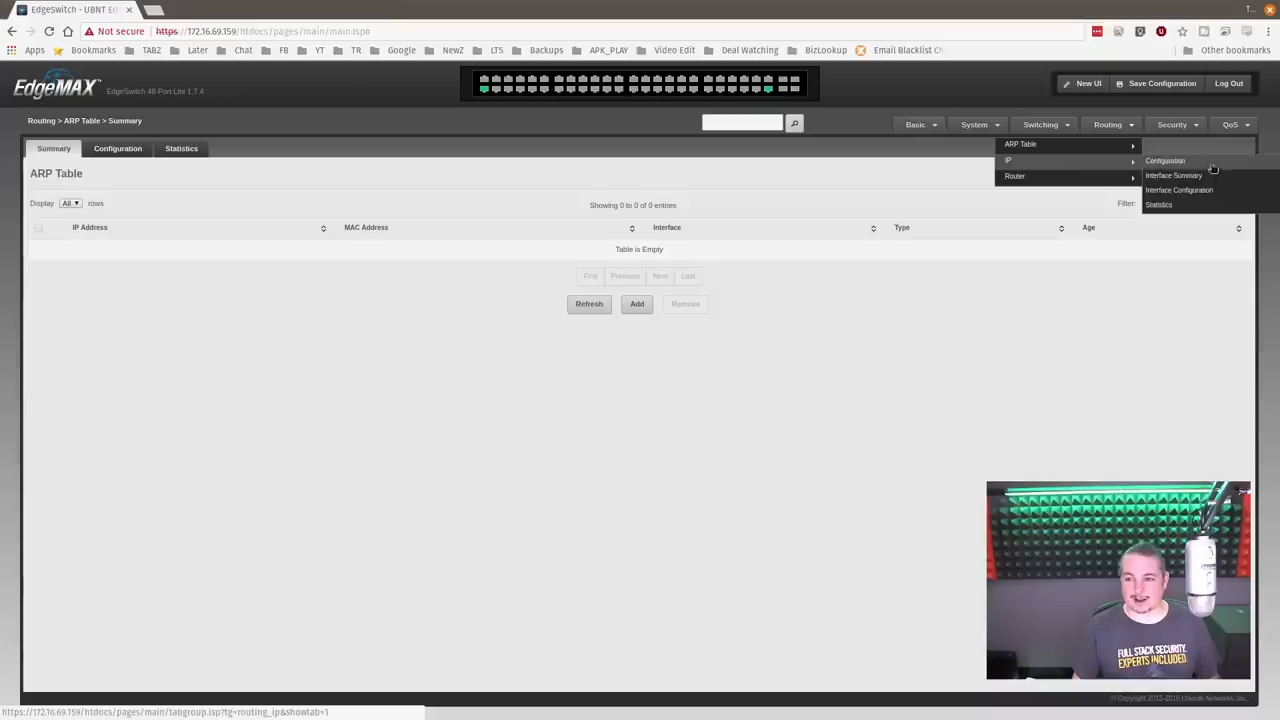 EdgeSwitch - UBNT Ed
T...
Not secure
https://172.16.69.159/htdocs/pages/main/main.lsp#
Apps
Bookmarks
TABZ
Later
Chat
FB
YT
TR
Google
NewZ
LTS
Backups
APK_PLAY
Video Edit
Deal Watching
BizLookup
Email Blacklist Ch
Other bookmarks
EdgeMAX
EdgeSwitch 48-Port Lite 1.7.4
New UI
Save Configuration
Log Out
Routing > ARP Table > Summary
Basic
System
Switching
Routing
Security
QoS
Summary
Configuration
Statistics
ARP Table
IP
Router
Configuration
Interface Summary
Interface Configuration
Statistics
ARP Table
Display
All
rows
Showing 0 to 0 of 0 entries
Filter:
IP Address
MAC Address
Interface
Type
Age
Table is Empty
First
Previous
Next
Last
Refresh
Add
Remove
FULL STACK SECURITY.
EXPERTS INCLUDED.
https://172.16.69.159/htdocs/pages/main/tabgroup.lsp?tg=routing_ip&showtab=1